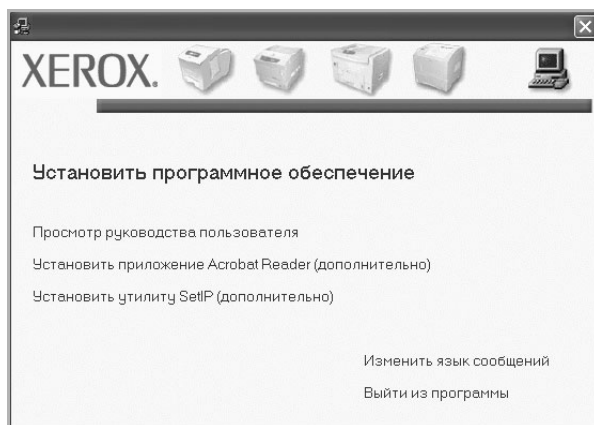 XEROX.
Установить программное обеспечение
Просмотр руководства пользователя
Установить приложение Acrobat Reader (дополнительно)
Установить утилиту SetIP (дополнительно)
Изменить язык сообщений
Выйти из программы